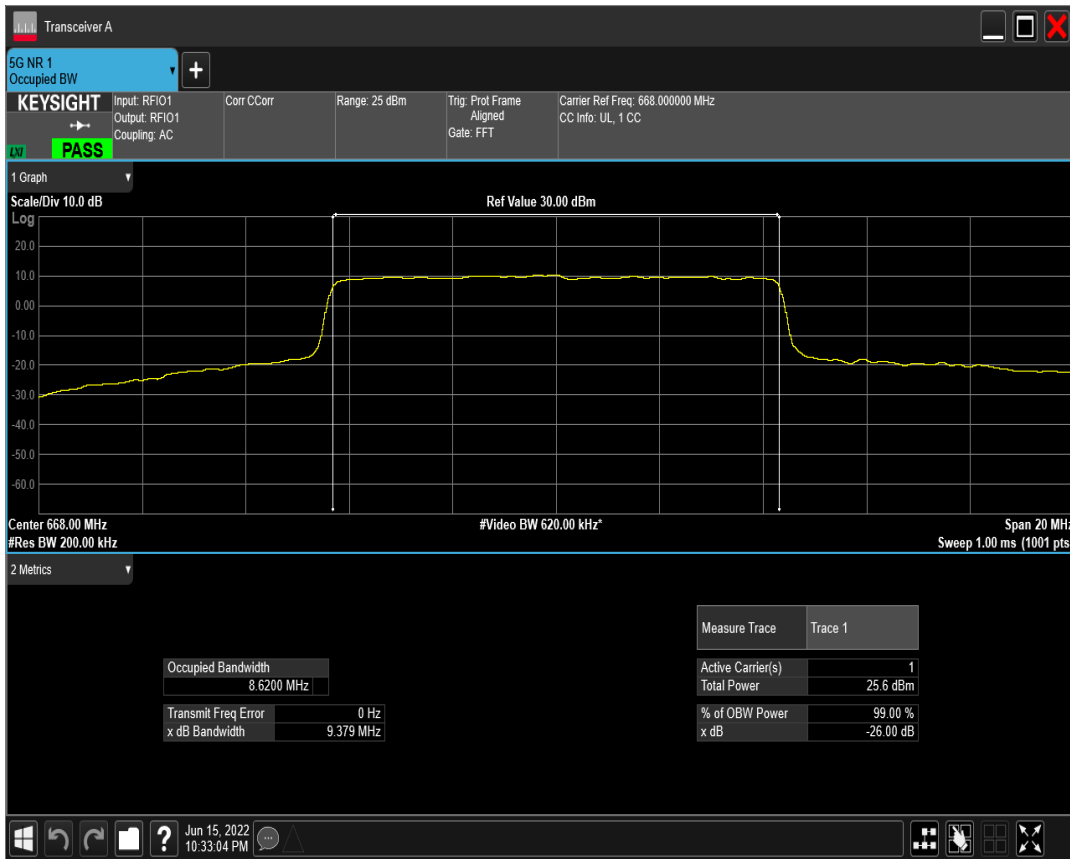 Transceiver A
5G NR 1
Occupied BW
KEYSIGHT
LXI
PASS
Input: RFIO1
Output: RFIO1
Coupling: AC
Corr CCorr
Range: 25 dBm
Trig: Prot Frame
Aligned
Gate: FFT
Carrier Ref Freq: 668.000000 MHz
CC Info: UL, 1 CC
1 Graph
Scale/Div 10.0 dB
Ref Value 30.00 dBm
Log
20.0
10.0
0.00
-10.0
-20.0
-30.0
-40.0
-50.0
-60.0
Center 668.00 MHz
#Video BW 620.00 kHz*
Span 20 MHz
#Res BW 200.00 kHz
Sweep 1.00 ms (1001 pts
2 Metrics
Measure Trace Trace 1
Occupied Bandwidth
8.6200 MHz
Active Carrier(s) 1
Total Power 25.6 dBm
Transmit Freq Error 0 Hz
x dB Bandwidth 9.379 MHz
% of OBW Power 99.00 %
x dB -26.00 dB
?
Jun 15, 2022
10:33:04 PM